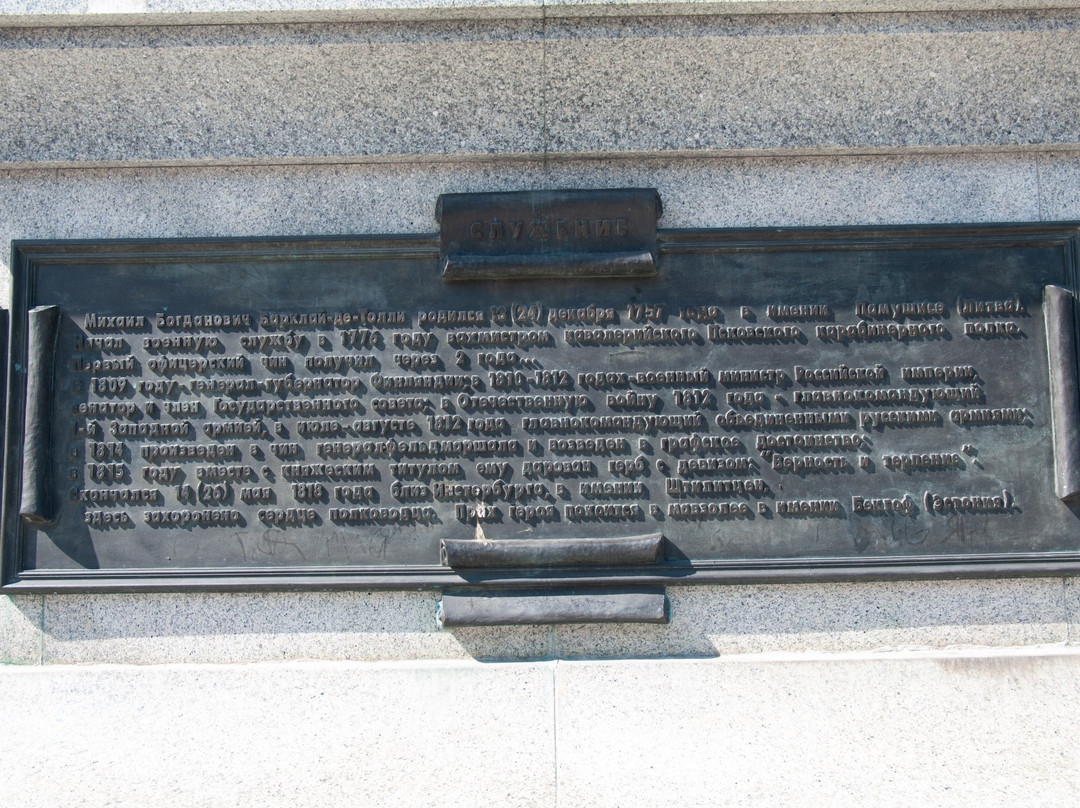 СЛУЖЕНИЕ
Михаил Богданович Барклай-де-Толли родился 13 (24) декабря 1757 года в имении Памушисе (Литва)
Начал военную службу в 1776 году вахмистром кавалерийского Псковского карабинерного полка.
Первый офицерский чин получил через 2 года...
в 1809 году - генерал-губернатор Финляндии; в 1810-1812 годах - военный министр Российской империи,
сенатор и член Государственного совета; в Отечественную войну 1812 года - главнокомандующий
1-й Западной армией, в июле-августе 1812 года главнокомандующий объединенными русскими армиями;
в 1814 произведен в чин генерал-фельдмаршала и возведен в графское достоинство;
в 1815 году вместе с княжеским титулом ему дарован герб с девизом: "Верность и терпение".
Скончался 14 (26) мая 1818 года близ Инстербурга, в имении Штилитцен,
здесь захоронено сердце полководца. Прах героя покоится в мавзолее в имении Бекгоф (Эстония).